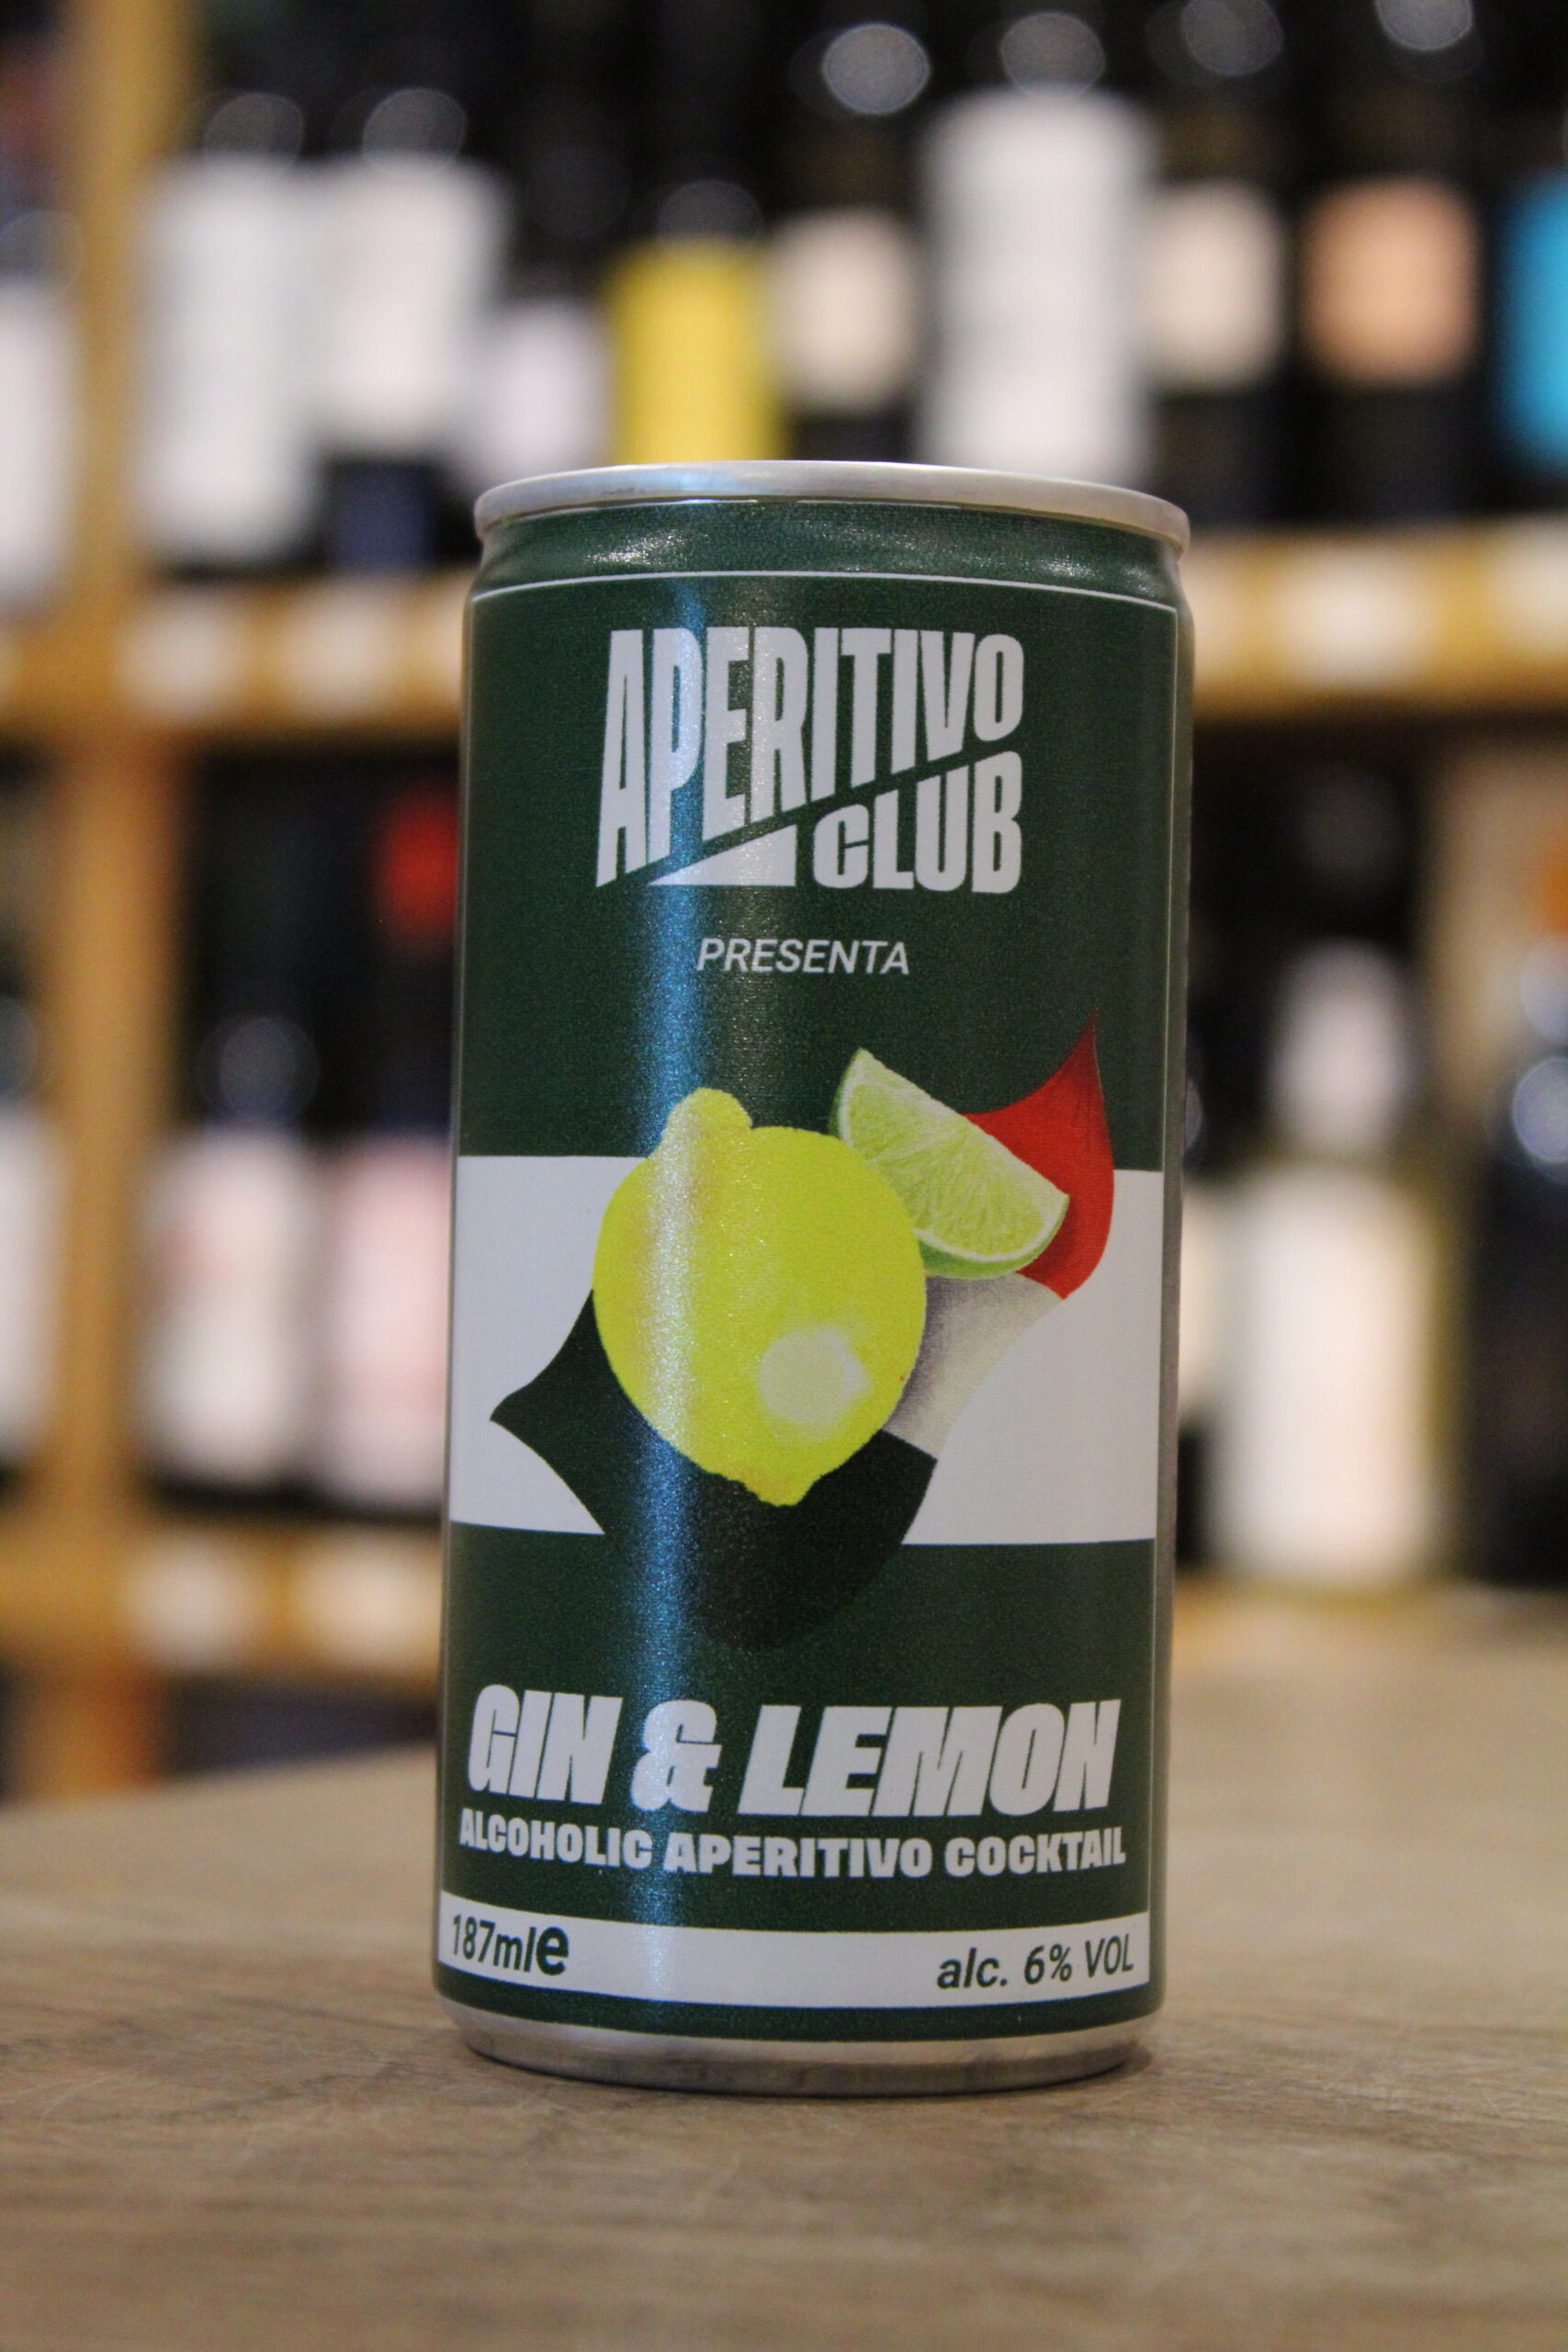 APERITIVO
CLUB
PRESENTA
GIN & LEMON
ALCOHOLIC APERITIVO COCKTAIL
187ml℮
alc. 6% VOL